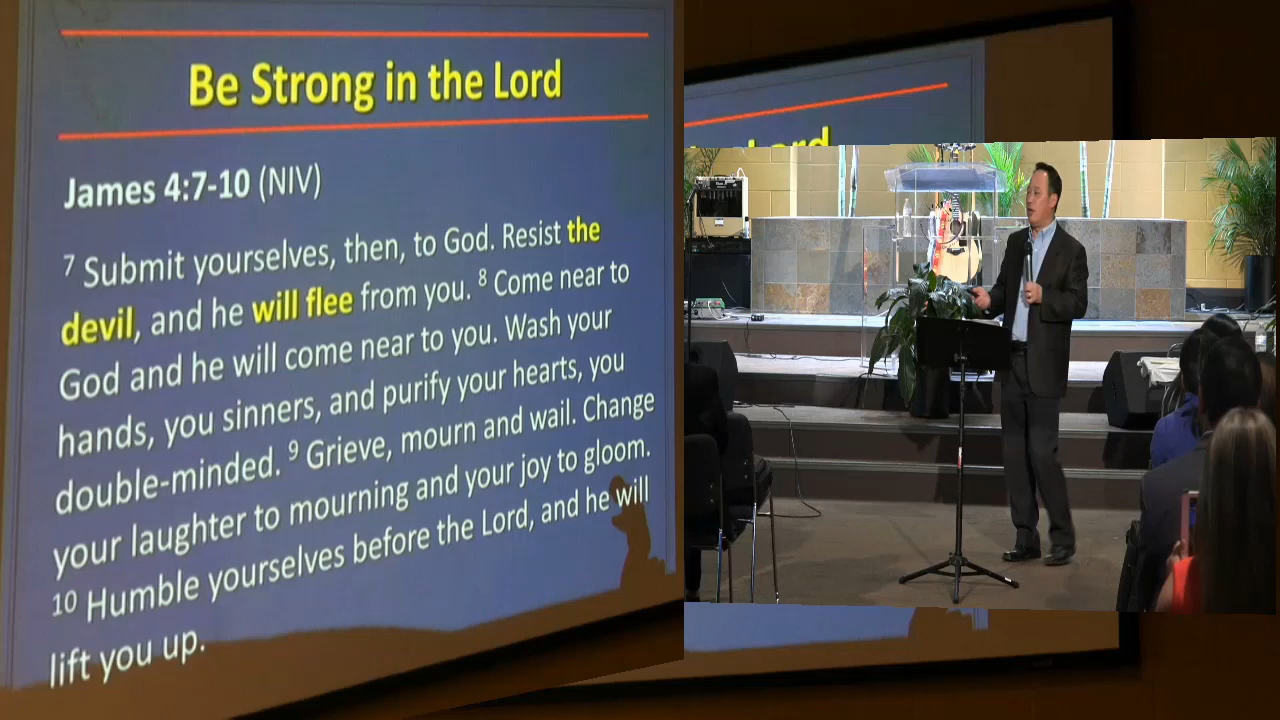 Be Strong in the Lord
James 4:7-10 (NIV)
7 Submit yourselves, then, to God. Resist the
devil, and he will flee from you. 8 Come near to
God and he will come near to you. Wash your
hands, you sinners, and purify your hearts, you
double-minded. 9 Grieve, mourn and wail. Change
your laughter to mourning and your joy to gloom.
10 Humble yourselves before the Lord, and he will
lift you up.
Lord